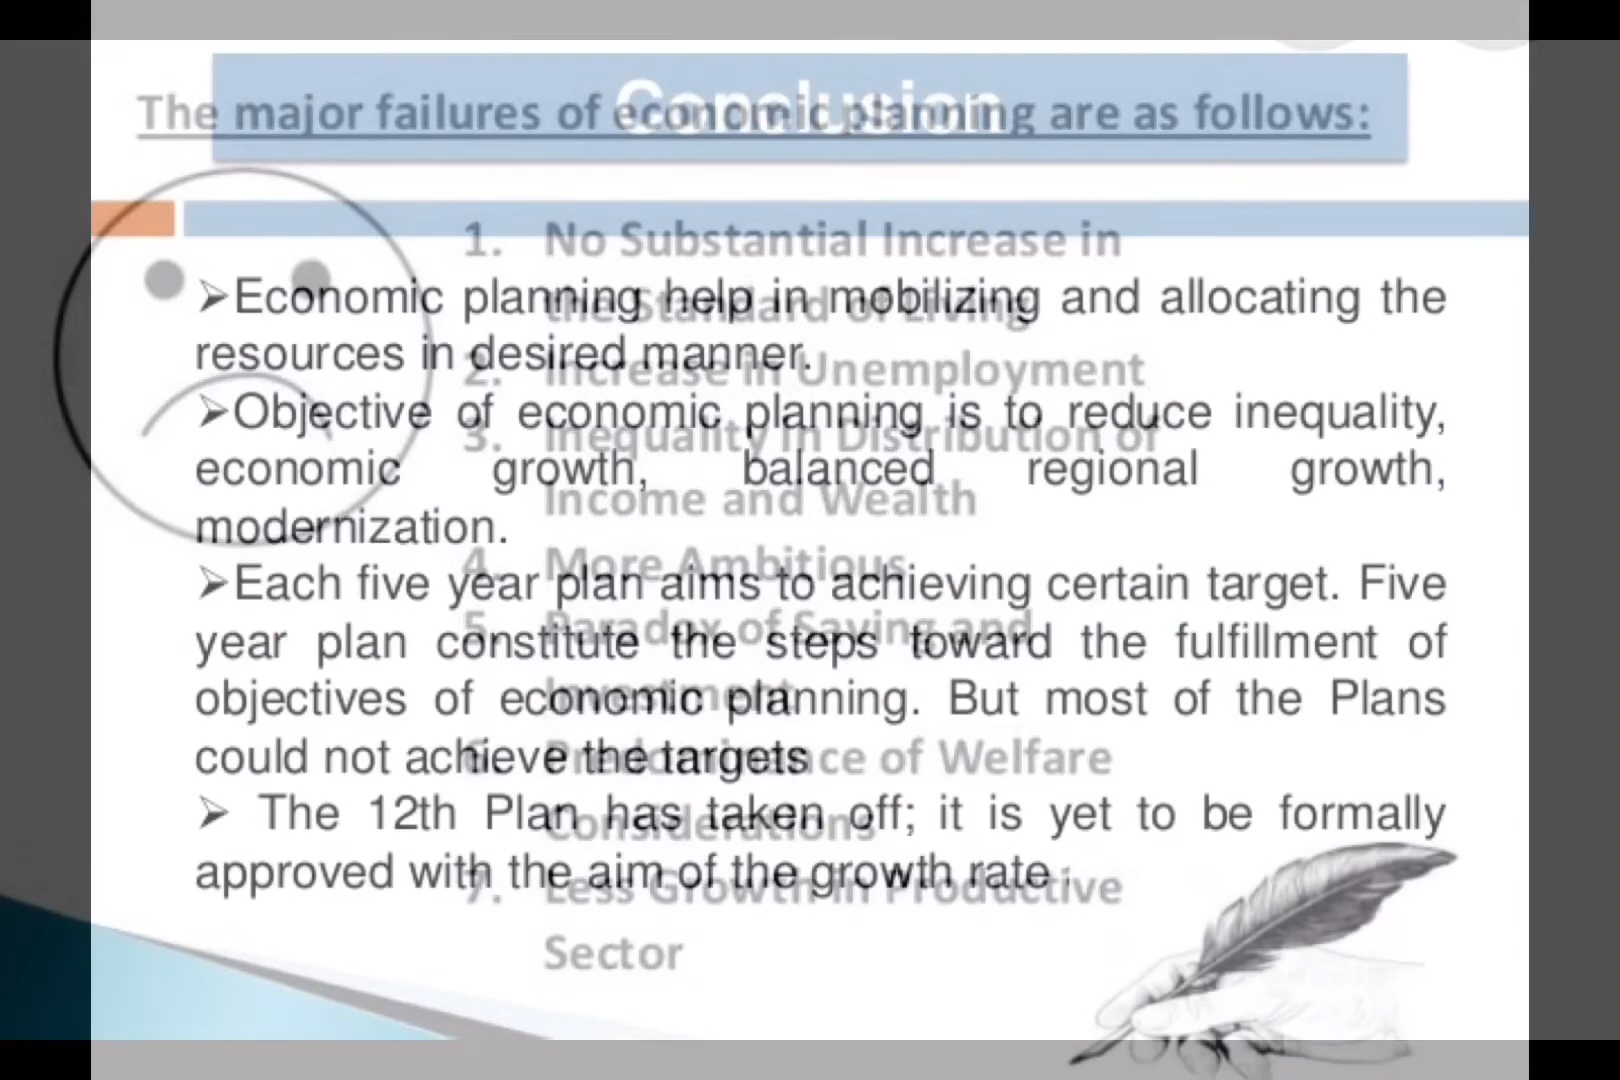 Conclusion
The major failures of economic planning are as follows:
➢Economic planning help in mobilizing and allocating the
resources in desired manner.
➢Objective of economic planning is to reduce inequality,
economic growth, balanced regional growth,
modernization.
➢Each five year plan aims to achieving certain target. Five
year plan constitute the steps toward the fulfillment of
objectives of economic planning. But most of the Plans
could not achieve the targets
➢ The 12th Plan has taken off; it is yet to be formally
approved with the aim of the growth rate .
1. No Substantial Increase in
the Standard of Living
2. Increase in Unemployment
3. Inequality in Distribution of
Income and Wealth
4. More Ambitious
5. Paradox of Saving and
Investment
6. Predominance of Welfare
Considerations
7. Less Growth in Productive
Sector